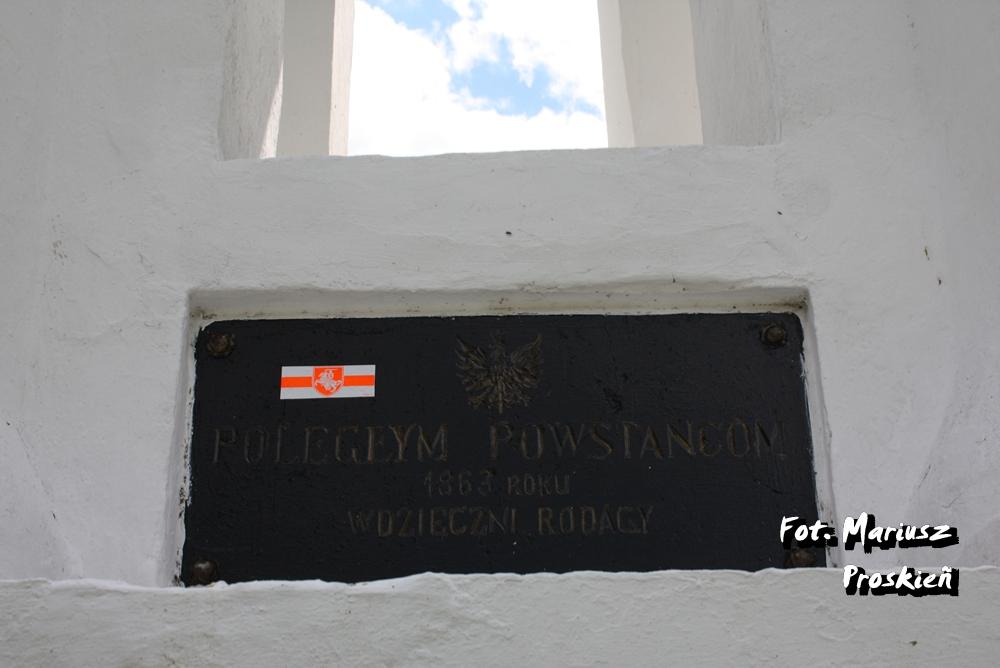 POLEGŁYM POWSTAŃCOM
1863 ROKU
WDZIĘCZNI RODACY
Fot. Mariusz
Proskień